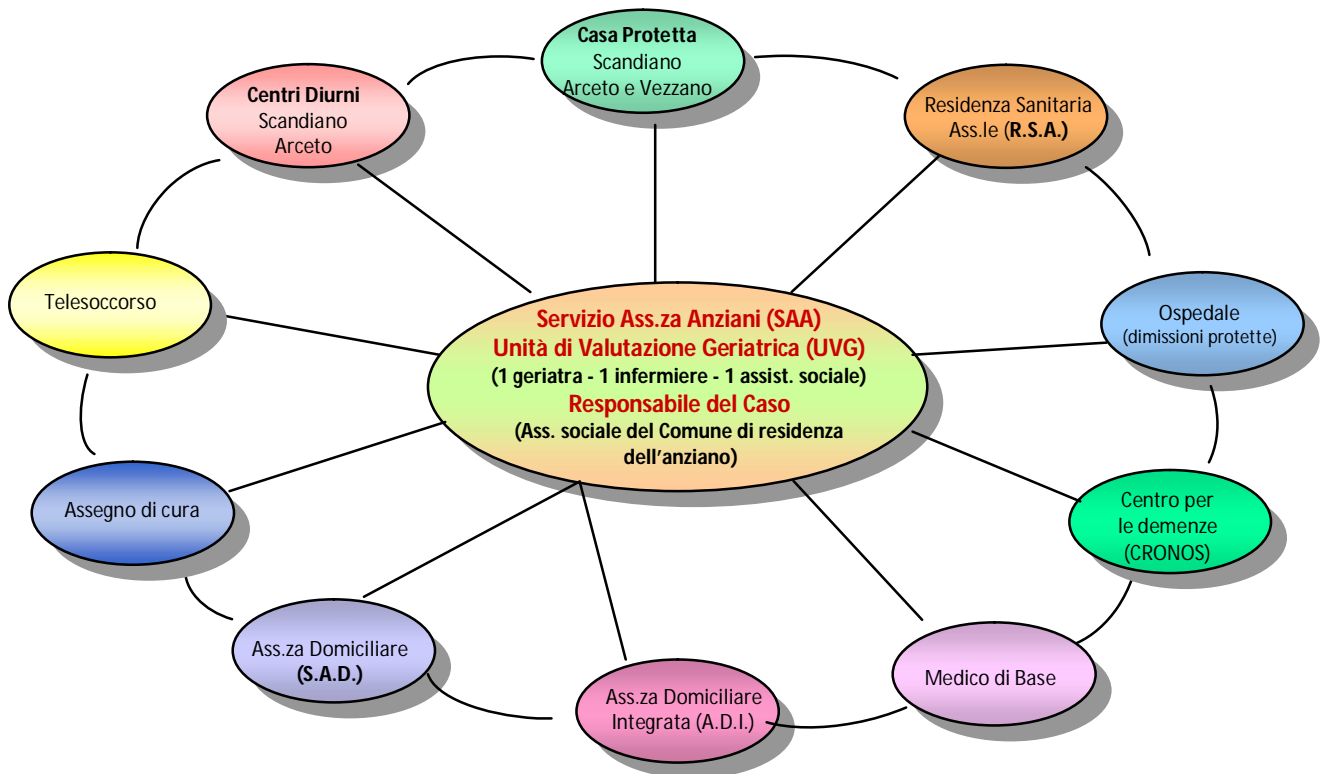 Casa Protetta
Scandiano
Arceto e Vezzano
Centri Diurni
Scandiano
Arceto
Residenza Sanitaria
Ass.le (R.S.A.)
Telesoccorso
Ospedale
(dimissioni protette)
Servizio Ass.za Anziani (SAA)
Unità di Valutazione Geriatrica (UVG)
(1 geriatra - 1 infermiere - 1 assist. sociale)
Responsabile del Caso
(Ass. sociale del Comune di residenza
dell'anziano)
Assegno di cura
Centro per
le demenze
(CRONOS)
Ass.za Domiciliare
(S.A.D.)
Ass.za Domiciliare
Integrata (A.D.I.)
Medico di Base